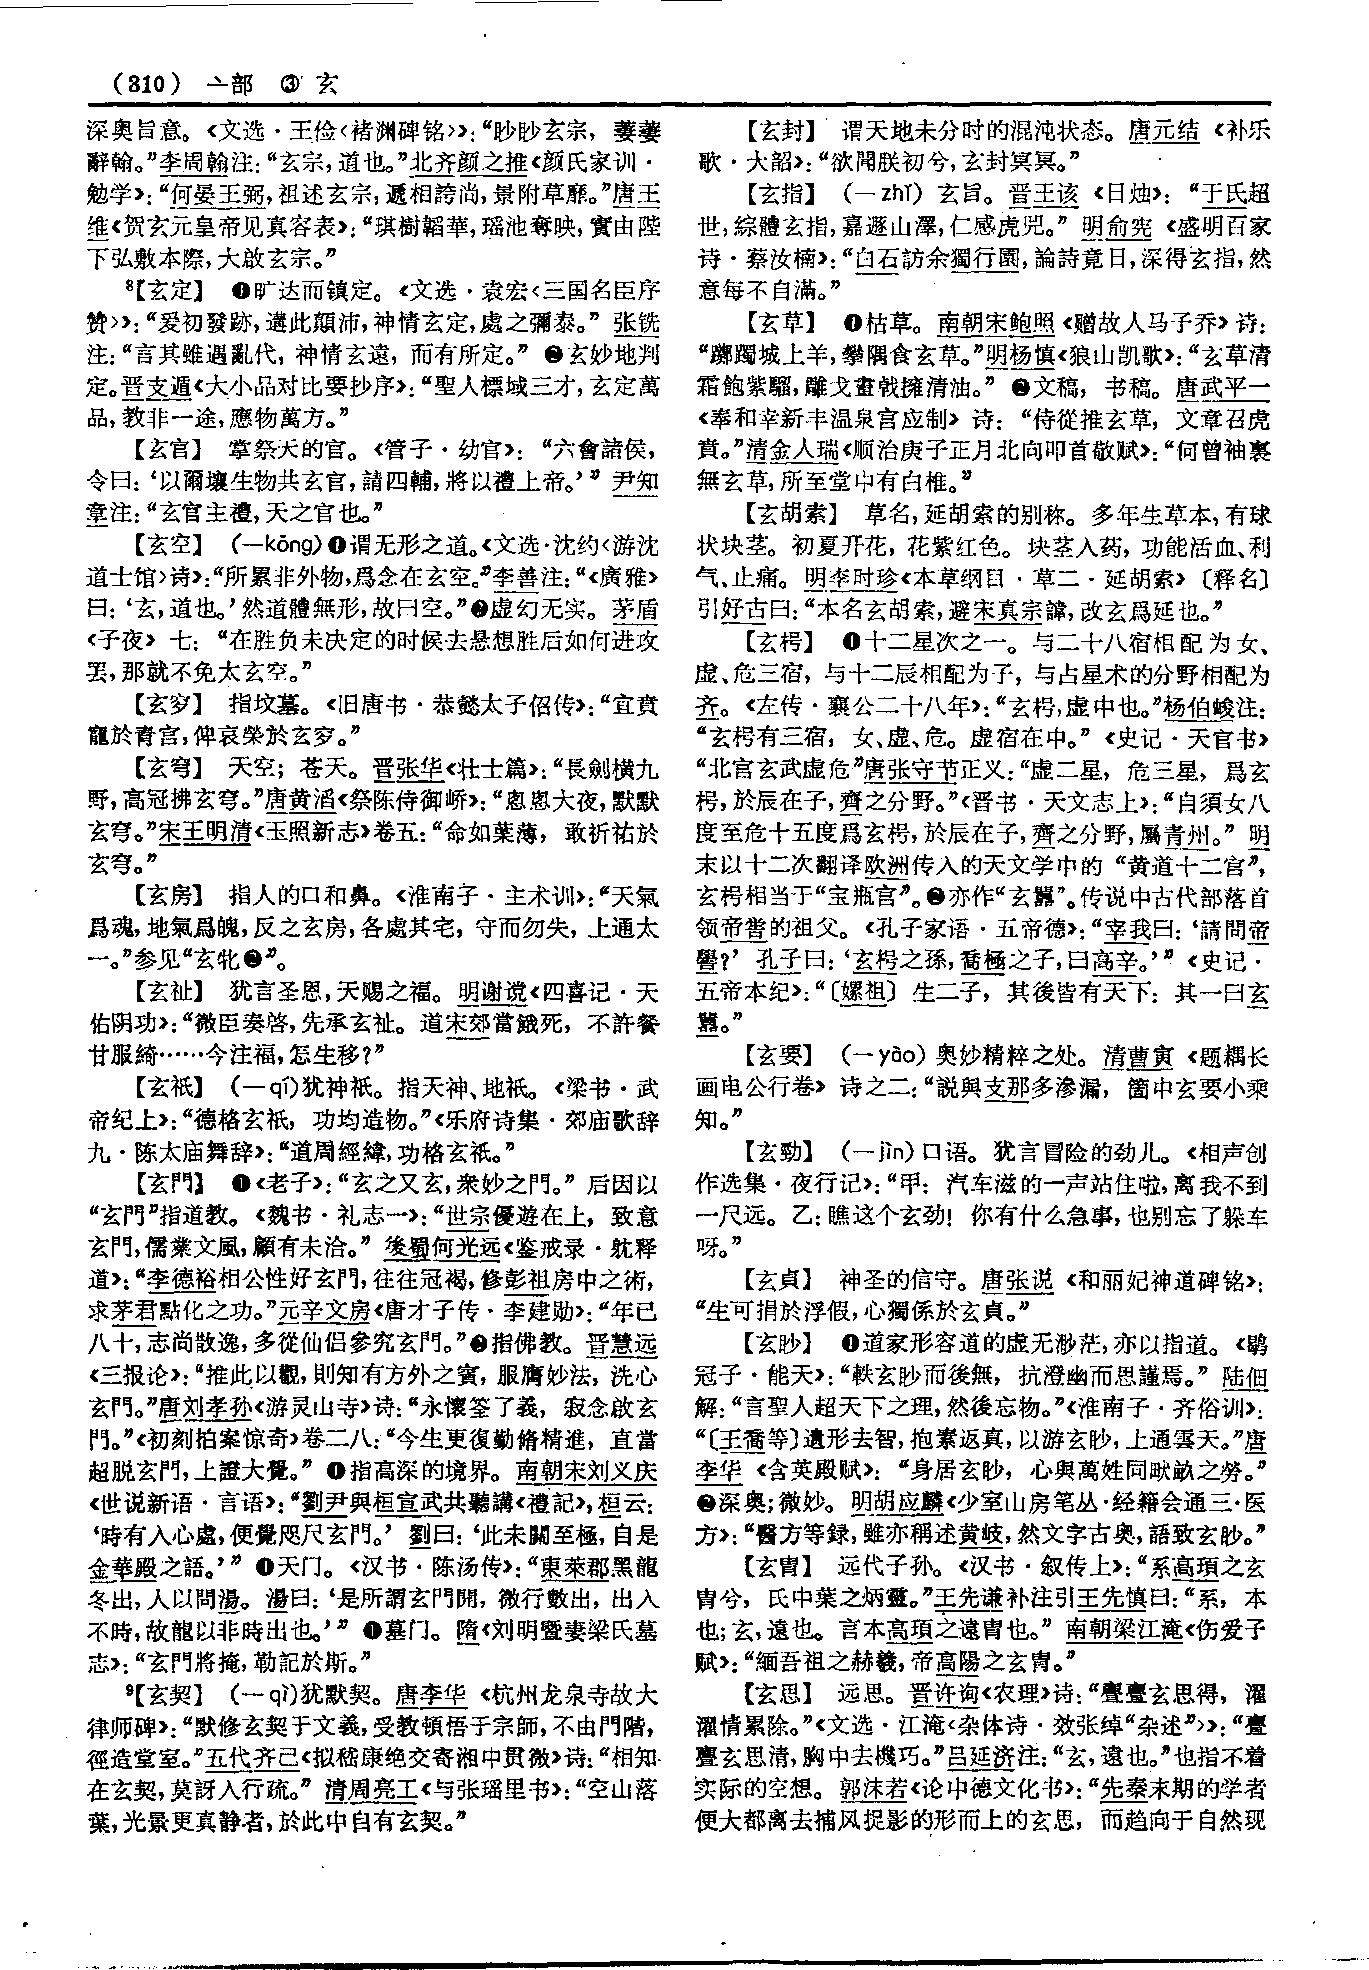 （310） 亠部 ③ 玄
深奥旨意。《文选·王俭〈褚渊碑铭〉》：“眇眇玄宗，萋萋
辭翰。”李周翰注：“玄宗，道也。”北齐颜之推《颜氏家训·
勉学》：“何晏王弼，祖述玄宗，遞相誇尚，景附草靡。”唐王
维《贺玄元皇帝见真容表》：“琪樹韜華，瑶池奪映，實由陛
下弘敷本際，大啟玄宗。”
⁸【玄定】 ❶旷达而镇定。《文选·袁宏〈三国名臣序
赞〉》：“爰初發跡，遘此顛沛，神情玄定，處之彌泰。” 张铣
注：“言其雖遇亂代，神情玄遠，而有所定。” ❷玄妙地判
定。晋支遁《大小品对比要抄序》：“聖人標域三才，玄定萬
品，教非一途，應物萬方。”
【玄官】 掌祭天的官。《管子·幼官》：“六會諸侯，
令曰：‘以爾壤生物共玄官，請四輔，將以禮上帝。’” 尹知
章注：“玄官主禮，天之官也。”
【玄空】 （—kōng）❶谓无形之道。《文选·沈约〈游沈
道士馆〉诗》：“所累非外物，爲念在玄空。”李善注：“《廣雅》
曰：‘玄，道也。’然道體無形，故曰空。”❷虚幻无实。茅盾
《子夜》 七：“在胜负未决定的时候去悬想胜后如何进攻
罢，那就不免太玄空。”
【玄穸】 指坟墓。《旧唐书·恭懿太子佋传》：“宜賁
寵於青宫，俾哀榮於玄穸。”
【玄穹】 天空；苍天。晋张华《壮士篇》：“長劍横九
野，高冠拂玄穹。”唐黄滔《祭陈侍御峤》：“悤悤大夜，默默
玄穹。”宋王明清《玉照新志》卷五：“命如葉薄，敢祈祐於
玄穹。”
【玄房】 指人的口和鼻。《淮南子·主术训》：“天氣
爲魂，地氣爲魄，反之玄房，各處其宅，守而勿失，上通太
一。”参见“玄牝❷”。
【玄祉】 犹言圣恩，天赐之福。明谢谠《四喜记·天
佑阴功》：“微臣奏啓，先承玄祉。道宋郊當餓死，不許餐
甘服綺……今注福，怎生移？”
【玄祇】 （—qí）犹神祇。指天神、地祇。《梁书·武
帝纪上》：“德格玄祇，功均造物。”《乐府诗集·郊庙歌辞
九·陈太庙舞辞》：“道周經緯，功格玄祇。”
【玄門】 ❶《老子》：“玄之又玄，衆妙之門。” 后因以
“玄門”指道教。《魏书·礼志一》：“世宗優遊在上，致意
玄門，儒業文風，顧有未洽。” 後蜀何光远《鉴戒录·躭释
道》：“李德裕相公性好玄門，往往冠褐，修彭祖房中之術，
求茅君點化之功。”元辛文房《唐才子传·李建勋》：“年已
八十，志尚散逸，多從仙侣參究玄門。”❷指佛教。晋慧远
《三报论》：“推此以觀，則知有方外之賓，服膺妙法，洗心
玄門。”唐刘孝孙《游灵山寺》诗：“永懷筌了義，寂念啟玄
門。”《初刻拍案惊奇》卷二八：“今生更復勤脩精進，直當
超脱玄門，上證大覺。” ❸指高深的境界。南朝宋刘义庆
《世说新语·言语》：“劉尹與桓宣武共聽講《禮記》，桓云：
‘時有入心處，便覺咫尺玄門。’ 劉曰：‘此未關至極，自是
金華殿之語。’” ❹天门。《汉书·陈汤传》：“東萊郡黑龍
冬出，人以問湯。湯曰：‘是所謂玄門開，微行數出，出入
不時，故龍以非時出也。’” ❺墓门。隋《刘明暨妻梁氏墓
志》：“玄門將掩，勒記於斯。”
⁹【玄契】 （—qì）犹默契。唐李华《杭州龙泉寺故大
律师碑》：“默修玄契于文義，受教頓悟于宗師，不由門階，
徑造堂室。”五代齐己《拟嵇康绝交寄湘中贯微》诗：“相知
在玄契，莫訝入行疏。” 清周亮工《与张瑶里书》：“空山落
葉，光景更真静者，於此中自有玄契。”
【玄封】 谓天地未分时的混沌状态。唐元结《补乐
歌·大韶》：“欲聞朕初兮，玄封冥冥。”
【玄指】 （—zhǐ）玄旨。晋王该《日烛》：“于氏超
世，綜體玄指，嘉遯山澤，仁感虎兕。” 明俞宪《盛明百家
诗·蔡汝楠》：“白石訪余獨行園，論詩竟日，深得玄指，然
意每不自滿。”
【玄草】 ❶枯草。南朝宋鲍照《赠故人马子乔》诗：
“躑躅城上羊，攀隅食玄草。”明杨慎《狼山凯歌》：“玄草清
霜飽紫騮，雕戈畫戟擁清油。” ❷文稿，书稿。唐武平一
《奉和幸新丰温泉宫应制》诗：“侍從推玄草，文章召虎
賁。”清金人瑞《顺治庚子正月北向叩首敬赋》：“何曾袖裏
無玄草，所至堂中有白椎。”
【玄胡索】 草名，延胡索的别称。多年生草本，有球
状块茎。初夏开花，花紫红色。块茎入药，功能活血、利
气、止痛。明李时珍《本草纲目·草二·延胡索》〔释名〕
引好古曰：“本名玄胡索，避宋真宗諱，改玄爲延也。”
【玄枵】 ❶十二星次之一。与二十八宿相配为女、
虚、危三宿，与十二辰相配为子，与占星术的分野相配为
齐。《左传·襄公二十八年》：“玄枵，虚中也。”杨伯峻注：
“玄枵有三宿，女、虚、危。虚宿在中。”《史记·天官书》
“北宫玄武虚危”唐张守节正义：“虚二星，危三星，爲玄
枵，於辰在子，齊之分野。”《晋书·天文志上》：“自須女八
度至危十五度爲玄枵，於辰在子，齊之分野，屬青州。” 明
末以十二次翻译欧洲传入的天文学中的“黄道十二宫”，
玄枵相当于“宝瓶宫”。❷亦作“玄囂”。传说中古代部落首
领帝喾的祖父。《孔子家语·五帝德》：“宰我曰：‘請問帝
嚳？’ 孔子曰：‘玄枵之孫，喬極之子，曰高辛。’”《史记·
五帝本纪》：“〔嫘祖〕生二子，其後皆有天下：其一曰玄
囂。”
【玄要】 （—yào）奥妙精粹之处。清曹寅《题耦长
画电公行卷》诗之二：“説與支那多渗漏，箇中玄要小乘
知。”
【玄勁】 （—jìn）口语。犹言冒险的劲儿。《相声创
作选集·夜行记》：“甲：汽车滋的一声站住啦，离我不到
一尺远。乙：瞧这个玄劲！你有什么急事，也别忘了躲车
呀。”
【玄貞】 神圣的信守。唐张说《和丽妃神道碑铭》：
“生可捐於浮假，心獨係於玄貞。”
【玄眇】 ❶道家形容道的虚无渺茫，亦以指道。《鹖
冠子·能天》：“軼玄眇而後無，抗澄幽而思謹焉。” 陆佃
解：“言聖人超天下之理，然後忘物。”《淮南子·齐俗训》：
“〔王喬等〕遺形去智，抱素返真，以游玄眇，上通雲天。”唐
李华《含英殿赋》：“身居玄眇，心與萬姓同畎畝之勞。”
❷深奥；微妙。明胡应麟《少室山房笔丛·经籍会通三·医
方》：“醫方等録，雖亦稱述黄岐，然文字古奥，語致玄眇。”
【玄胄】 远代子孙。《汉书·叙传上》：“系高頊之玄
胄兮，氏中葉之炳靈。”王先谦补注引王先慎曰：“系，本
也；玄，遠也。言本高頊之遠胄也。” 南朝梁江淹《伤爱子
赋》：“緬吾祖之赫羲，帝高陽之玄胄。”
【玄思】 远思。晋许询《农理》诗：“亹亹玄思得，濯
濯情累除。”《文选·江淹〈杂体诗·效张绰“杂述”〉》：“亹
亹玄思清，胸中去機巧。”吕延济注：“玄，遠也。”也指不着
实际的空想。郭沫若《论中德文化书》：“先秦末期的学者
便大都离去捕风捉影的形而上的玄思，而趋向于自然现